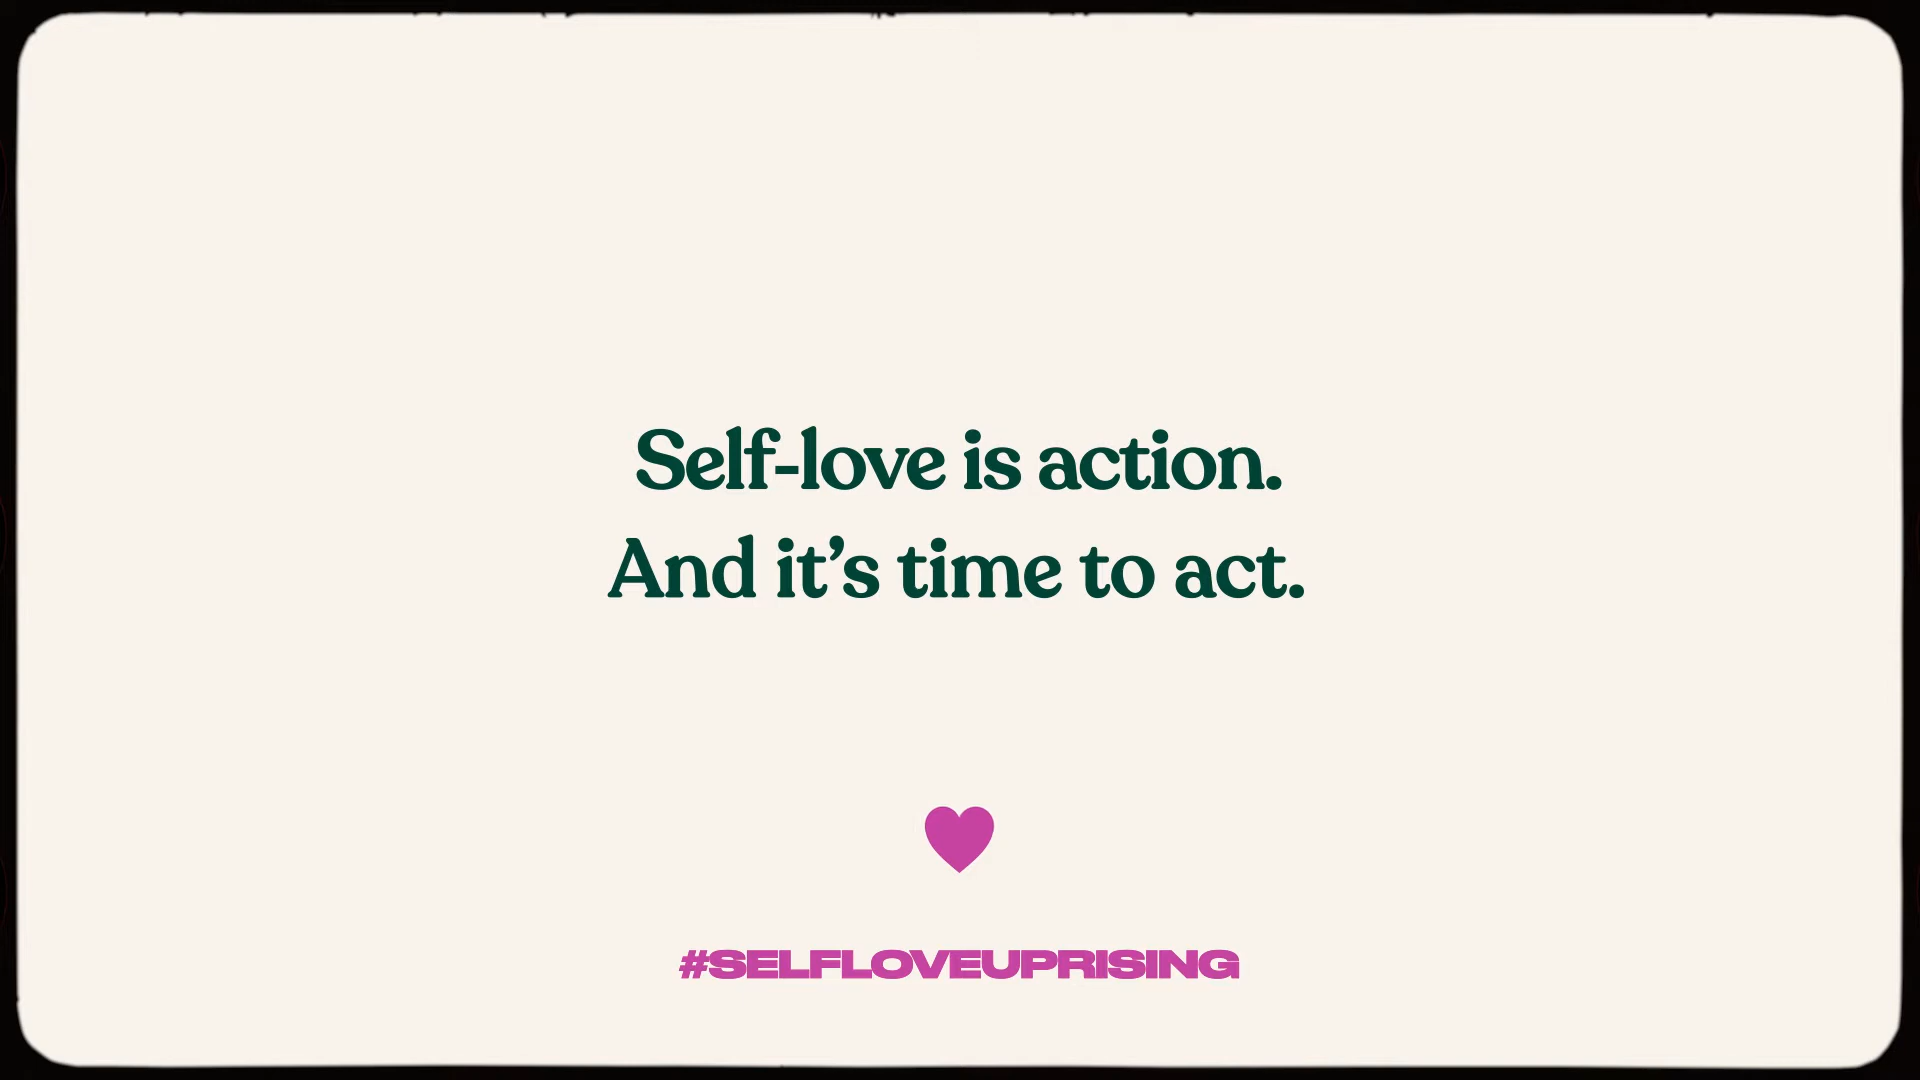 Self-love is action.
And it’s time to act.
#SELFLOVEUPRISING